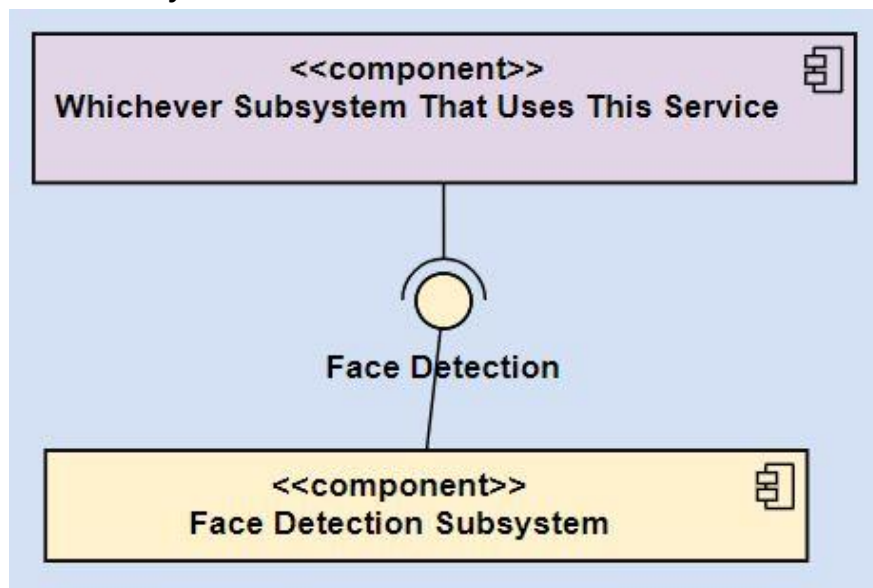 <<component>>
Whichever Subsystem That Uses This Service
Face Detection
<<component>>
Face Detection Subsystem